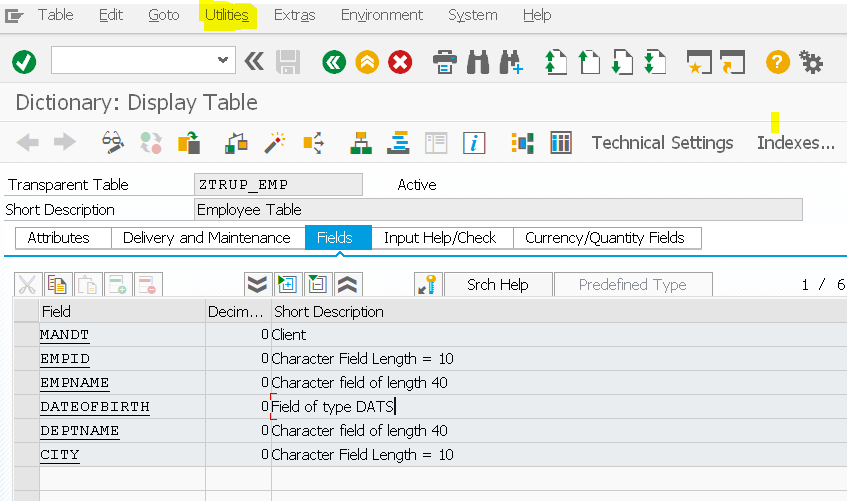 Table Edit Goto Utilities Extras Environment System Help
Dictionary: Display Table
Technical Settings Indexes...
Transparent Table ZTRUP_EMP Active
Short Description Employee Table
Attributes Delivery and Maintenance Fields Input Help/Check Currency/Quantity Fields
Srch Help Predefined Type 1 / 6
Field Decim... Short Description
MANDT 0 Client
EMPID 0 Character Field Length = 10
EMPNAME 0 Character field of length 40
DATEOFBIRTH 0 Field of type DATS
DEPTNAME 0 Character field of length 40
CITY 0 Character Field Length = 10